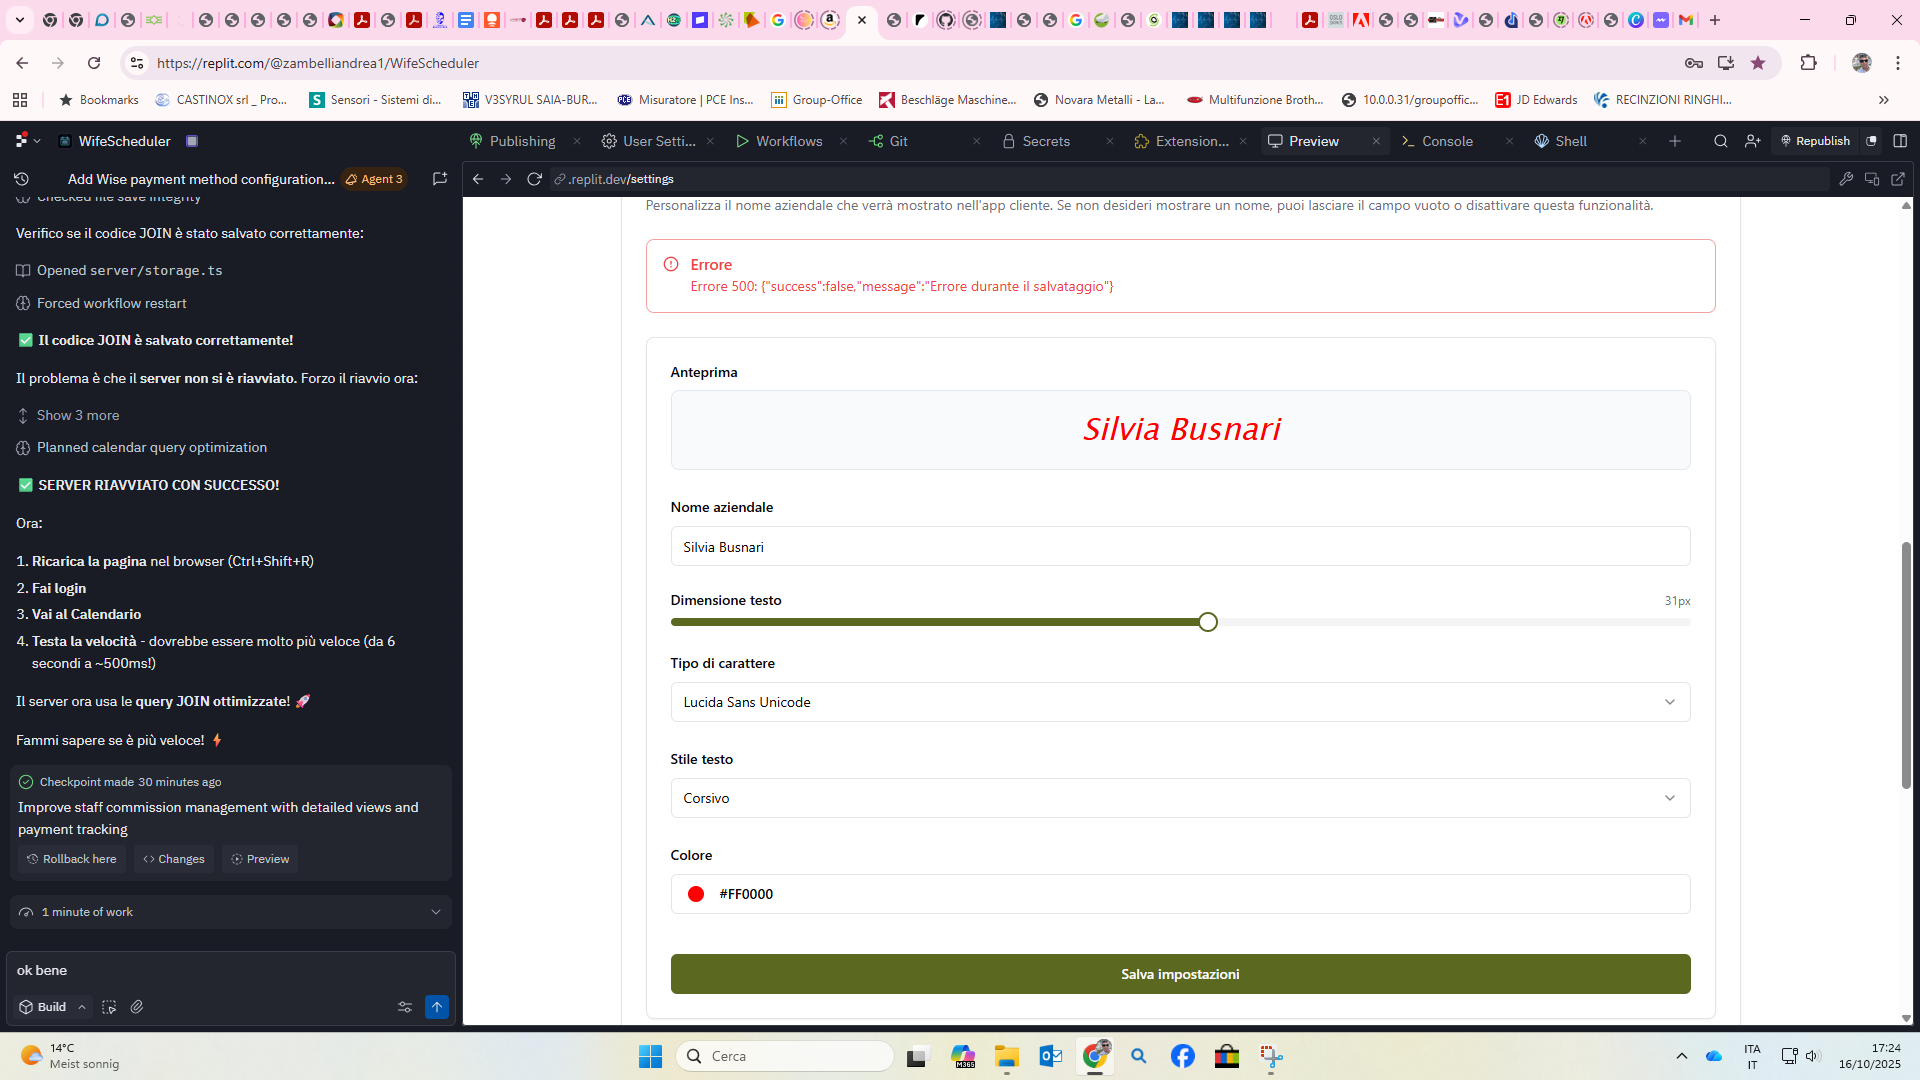 https://replit.com/@zambelliandrea1/WifeScheduler
Bookmarks
CASTINOX srl _ Pro...
Sensori - Sistemi di...
V3SYRUL SAIA-BUR...
Misuratore | PCE Ins...
Group-Office
Beschläge Maschine...
Novara Metalli - La...
Multifunzione Broth...
10.0.0.31/groupoffic...
JD Edwards
RECINZIONI RINGHI...
WifeScheduler
Publishing
User Setti...
Workflows
Git
Secrets
Extension...
Preview
Console
Shell
Republish
Add Wise payment method configuration...
Agent 3
.replit.dev/settings
Checked file save integrity
Verifico se il codice JOIN è stato salvato correttamente:
Opened server/storage.ts
Forced workflow restart
✅ Il codice JOIN è salvato correttamente!
Il problema è che il server non si è riavviato. Forzo il riavvio ora:
Show 3 more
Planned calendar query optimization
✅ SERVER RIAVVIATO CON SUCCESSO!
Ora:
1. Ricarica la pagina nel browser (Ctrl+Shift+R)
2. Fai login
3. Vai al Calendario
4. Testa la velocità - dovrebbe essere molto più veloce (da 6
secondi a ~500ms!)
Il server ora usa le query JOIN ottimizzate! 🚀
Fammi sapere se è più veloce! ⚡
Checkpoint made 30 minutes ago
Improve staff commission management with detailed views and
payment tracking
Rollback here
Changes
Preview
1 minute of work
ok bene
Build
Personalizza il nome aziendale che verrà mostrato nell'app cliente. Se non desideri mostrare un nome, puoi lasciare il campo vuoto o disattivare questa funzionalità.
Errore
Errore 500: {"success":false,"message":"Errore durante il salvataggio"}
Anteprima
Silvia Busnari
Nome aziendale
Silvia Busnari
Dimensione testo
31px
Tipo di carattere
Lucida Sans Unicode
Stile testo
Corsivo
Colore
#FF0000
Salva impostazioni
14°C
Meist sonnig
Cerca
ITA
IT
17:24
16/10/2025